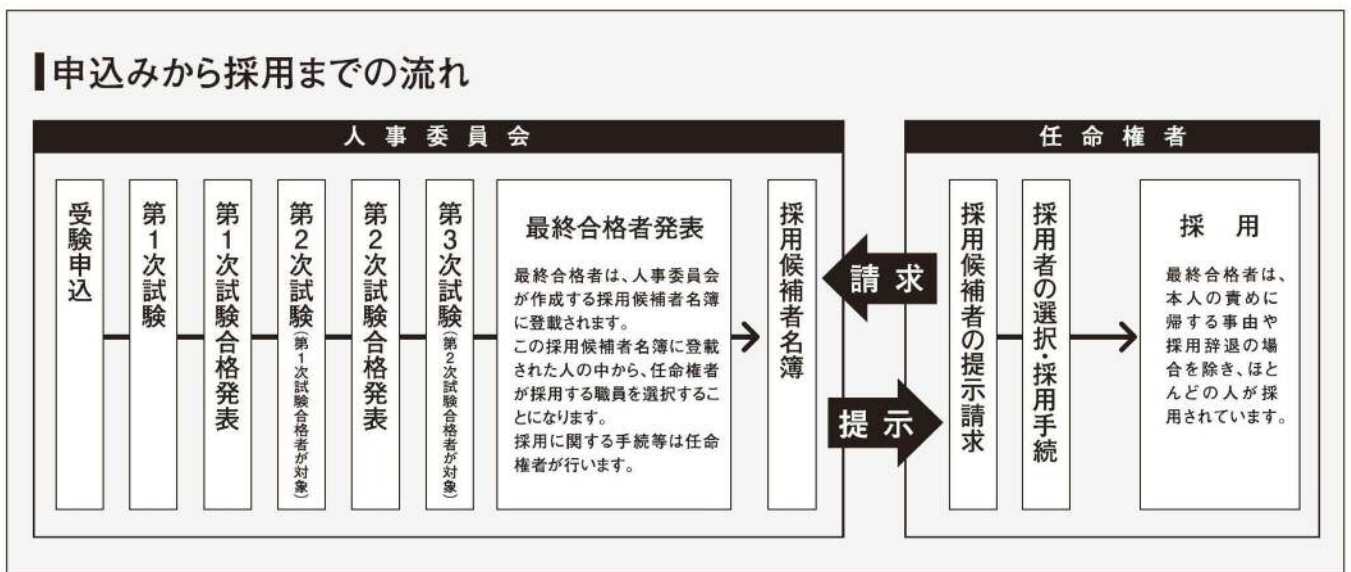 申込みから採用までの流れ
人事委員会
受験申込
第1次試験
第1次試験合格発表
第2次試験(第1次試験合格者が対象)
第2次試験合格発表
第3次試験(第2次試験合格者が対象)
最終合格者発表
最終合格者は、人事委員会
が作成する採用候補者名簿
に登載されます。
この採用候補者名簿に登載
された人の中から、任命権者
が採用する職員を選択するこ
とになります。
採用に関する手続等は任命
権者が行います。
採用候補者名簿
請求
提示
任命権者
採用候補者の提示請求
採用者の選択・採用手続
採用
最終合格者は、
本人の責めに
帰する事由や
採用辞退の場
合を除き、ほと
んどの人が採
用されています。